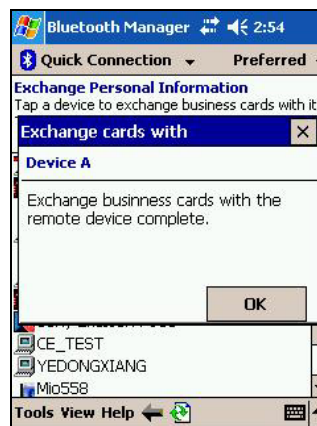 Bluetooth Manager 2:54
Quick Connection Preferred
Exchange Personal Information
Tap a device to exchange business cards with it
Exchange cards with
Device A
Exchange businness cards with the
remote device complete.
OK
CE_TEST
YEDONGXIANG
Mio558
Tools View Help